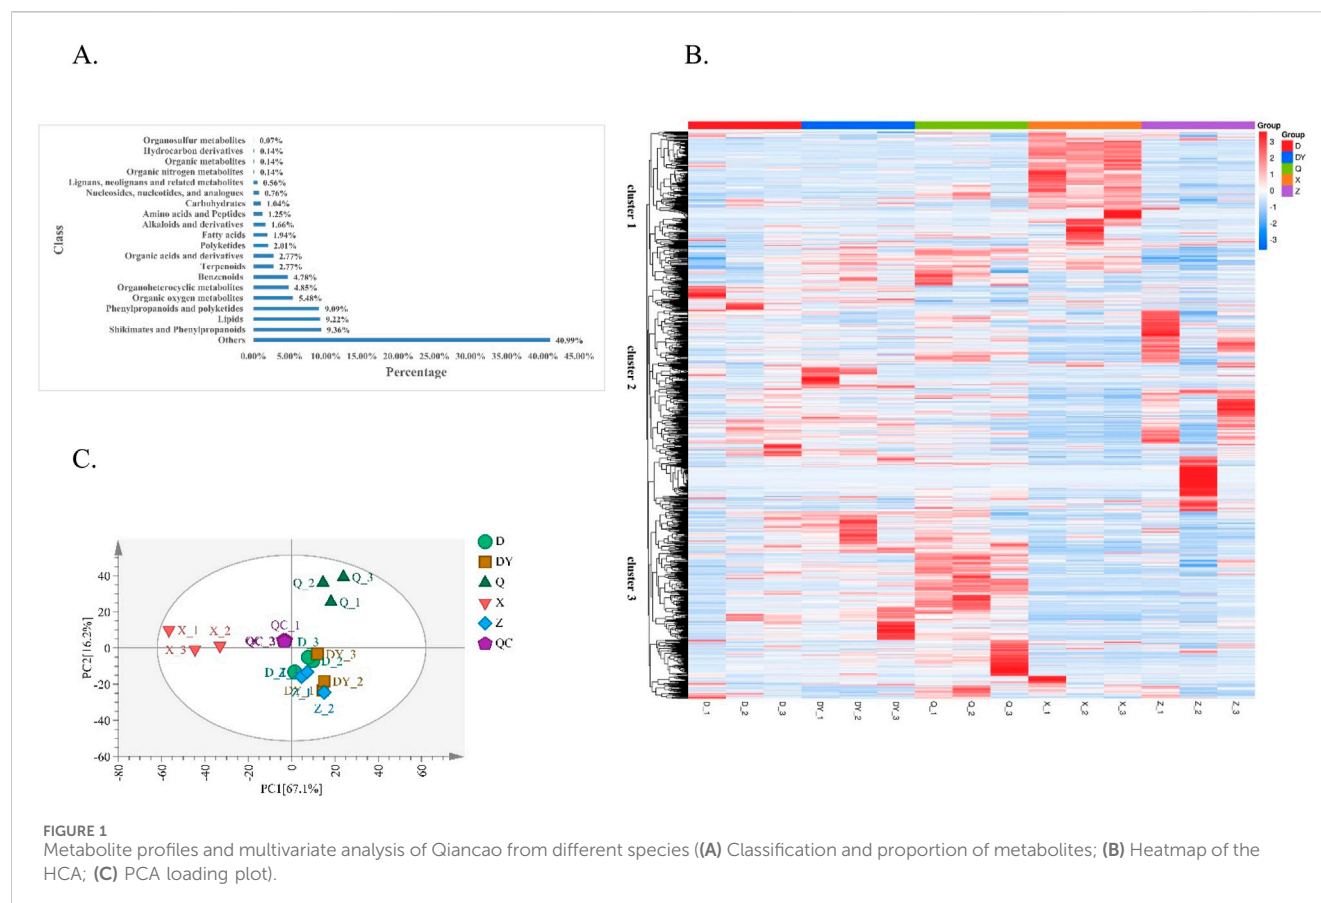 A.
Organosulfur metabolites 0.07%
Hydrocarbon derivatives 0.14%
Organic metabolites 0.14%
Organic nitrogen metabolites 0.14%
Lignans, neolignans and related metabolites 0.56%
Nucleosides, nucleotides, and analogues 0.76%
Carbohydrates 1.04%
Amino acids and Peptides 1.25%
Alkaloids and derivatives 1.66%
Fatty acids 1.94%
Polyketides 2.01%
Organic acids and derivatives 2.77%
Terpenoids 2.77%
Benzenoids 4.78%
Organoheterocyclic metabolites 4.85%
Organic oxygen metabolites 5.48%
Phenylpropanoids and polyketides 9.09%
Lipids 9.22%
Shikimates and Phenylpropanoids 9.36%
Others 40.99%
Class
0.00% 5.00% 10.00% 15.00% 20.00% 25.00% 30.00% 35.00% 40.00% 45.00%
Percentage
B.
Group
3
2
1
0
-1
-2
-3
Group
D
DY
Q
X
Z
cluster 1
cluster 2
cluster 3
D_1 D_2 D_3 DY_1 DY_2 DY_3 Q_1 Q_2 Q_3 X_1 X_2 X_3 Z_1 Z_2 Z_3
C.
40
20
0
-20
-40
-60
PC2[16.2%]
-80 -60 -40 -20 0 20 40 60
PC1[67.1%]
Q_2
Q_3
Q_1
X_1
X_2
X_3
QC_1
QC_3
D_3
DY_3
D_2
DY_2
DY_1
Z_2
D
DY
Q
X
Z
QC
FIGURE 1
Metabolite profiles and multivariate analysis of Qiancao from different species ((A) Classification and proportion of metabolites; (B) Heatmap of the
HCA; (C) PCA loading plot).